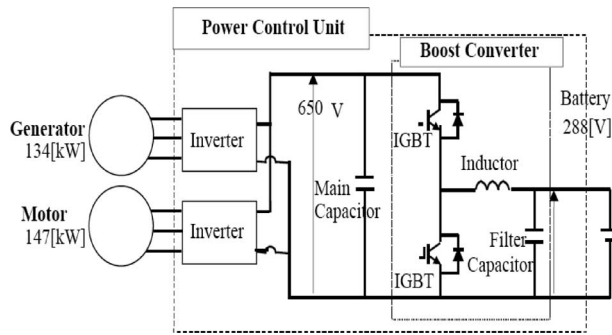 Power Control Unit
Boost Converter
650 V
Battery
288[V]
Generator
134[kW]
Inverter
IGBT
Inductor
Main
Capacitor
Motor
147[kW]
Inverter
IGBT
Filter
Capacitor